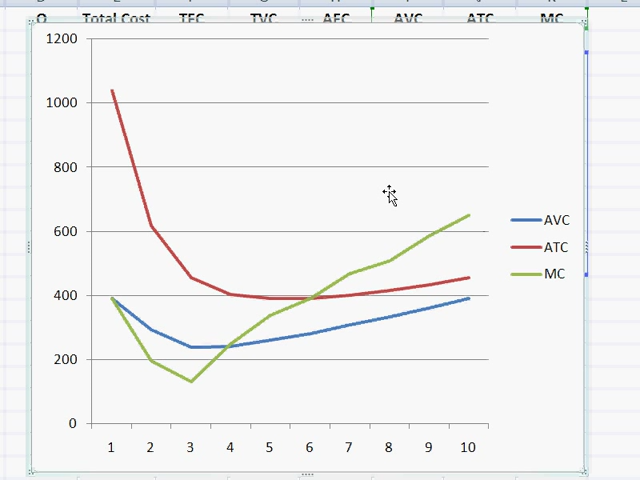 Q Total Cost TFC TVC AFC AVC ATC MC
1200
1000
800
600
400
200
0
1 2 3 4 5 6 7 8 9 10
AVC
ATC
MC